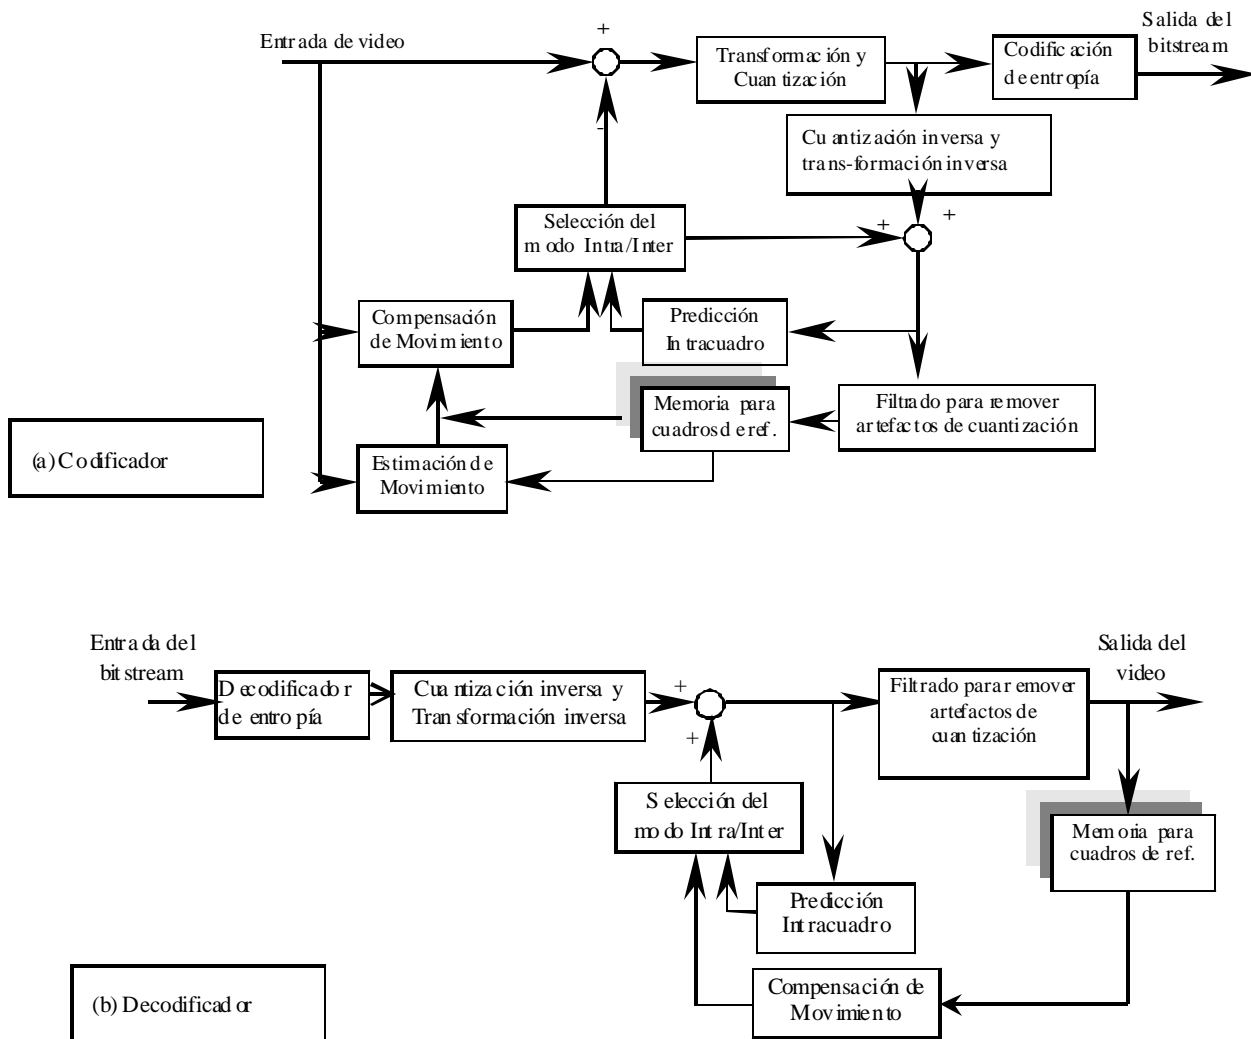 Entrada de video
+
Transformación y
Cuantización
Codificación
de entropía
Salida del
bitstream
-
Cuantización inversa y
trans-formación inversa
Selección del
modo Intra/Inter
+
+
Compensación
de Movimiento
Predicción
Intracuadro
Memoria para
cuadros de ref.
Filtrado para remover
artefactos de cuantización
(a) Codificador
Estimación de
Movimiento
Entrada del
bitstream
Decodificador
de entropía
Cuantización inversa y
Transformación inversa
+
+
Filtrado para remover
artefactos de
cuantización
Salida del
video
Selección del
modo Intra/Inter
Memoria para
cuadros de ref.
Predicción
Intracuadro
Compensación de
Movimiento
(b) Decodificador